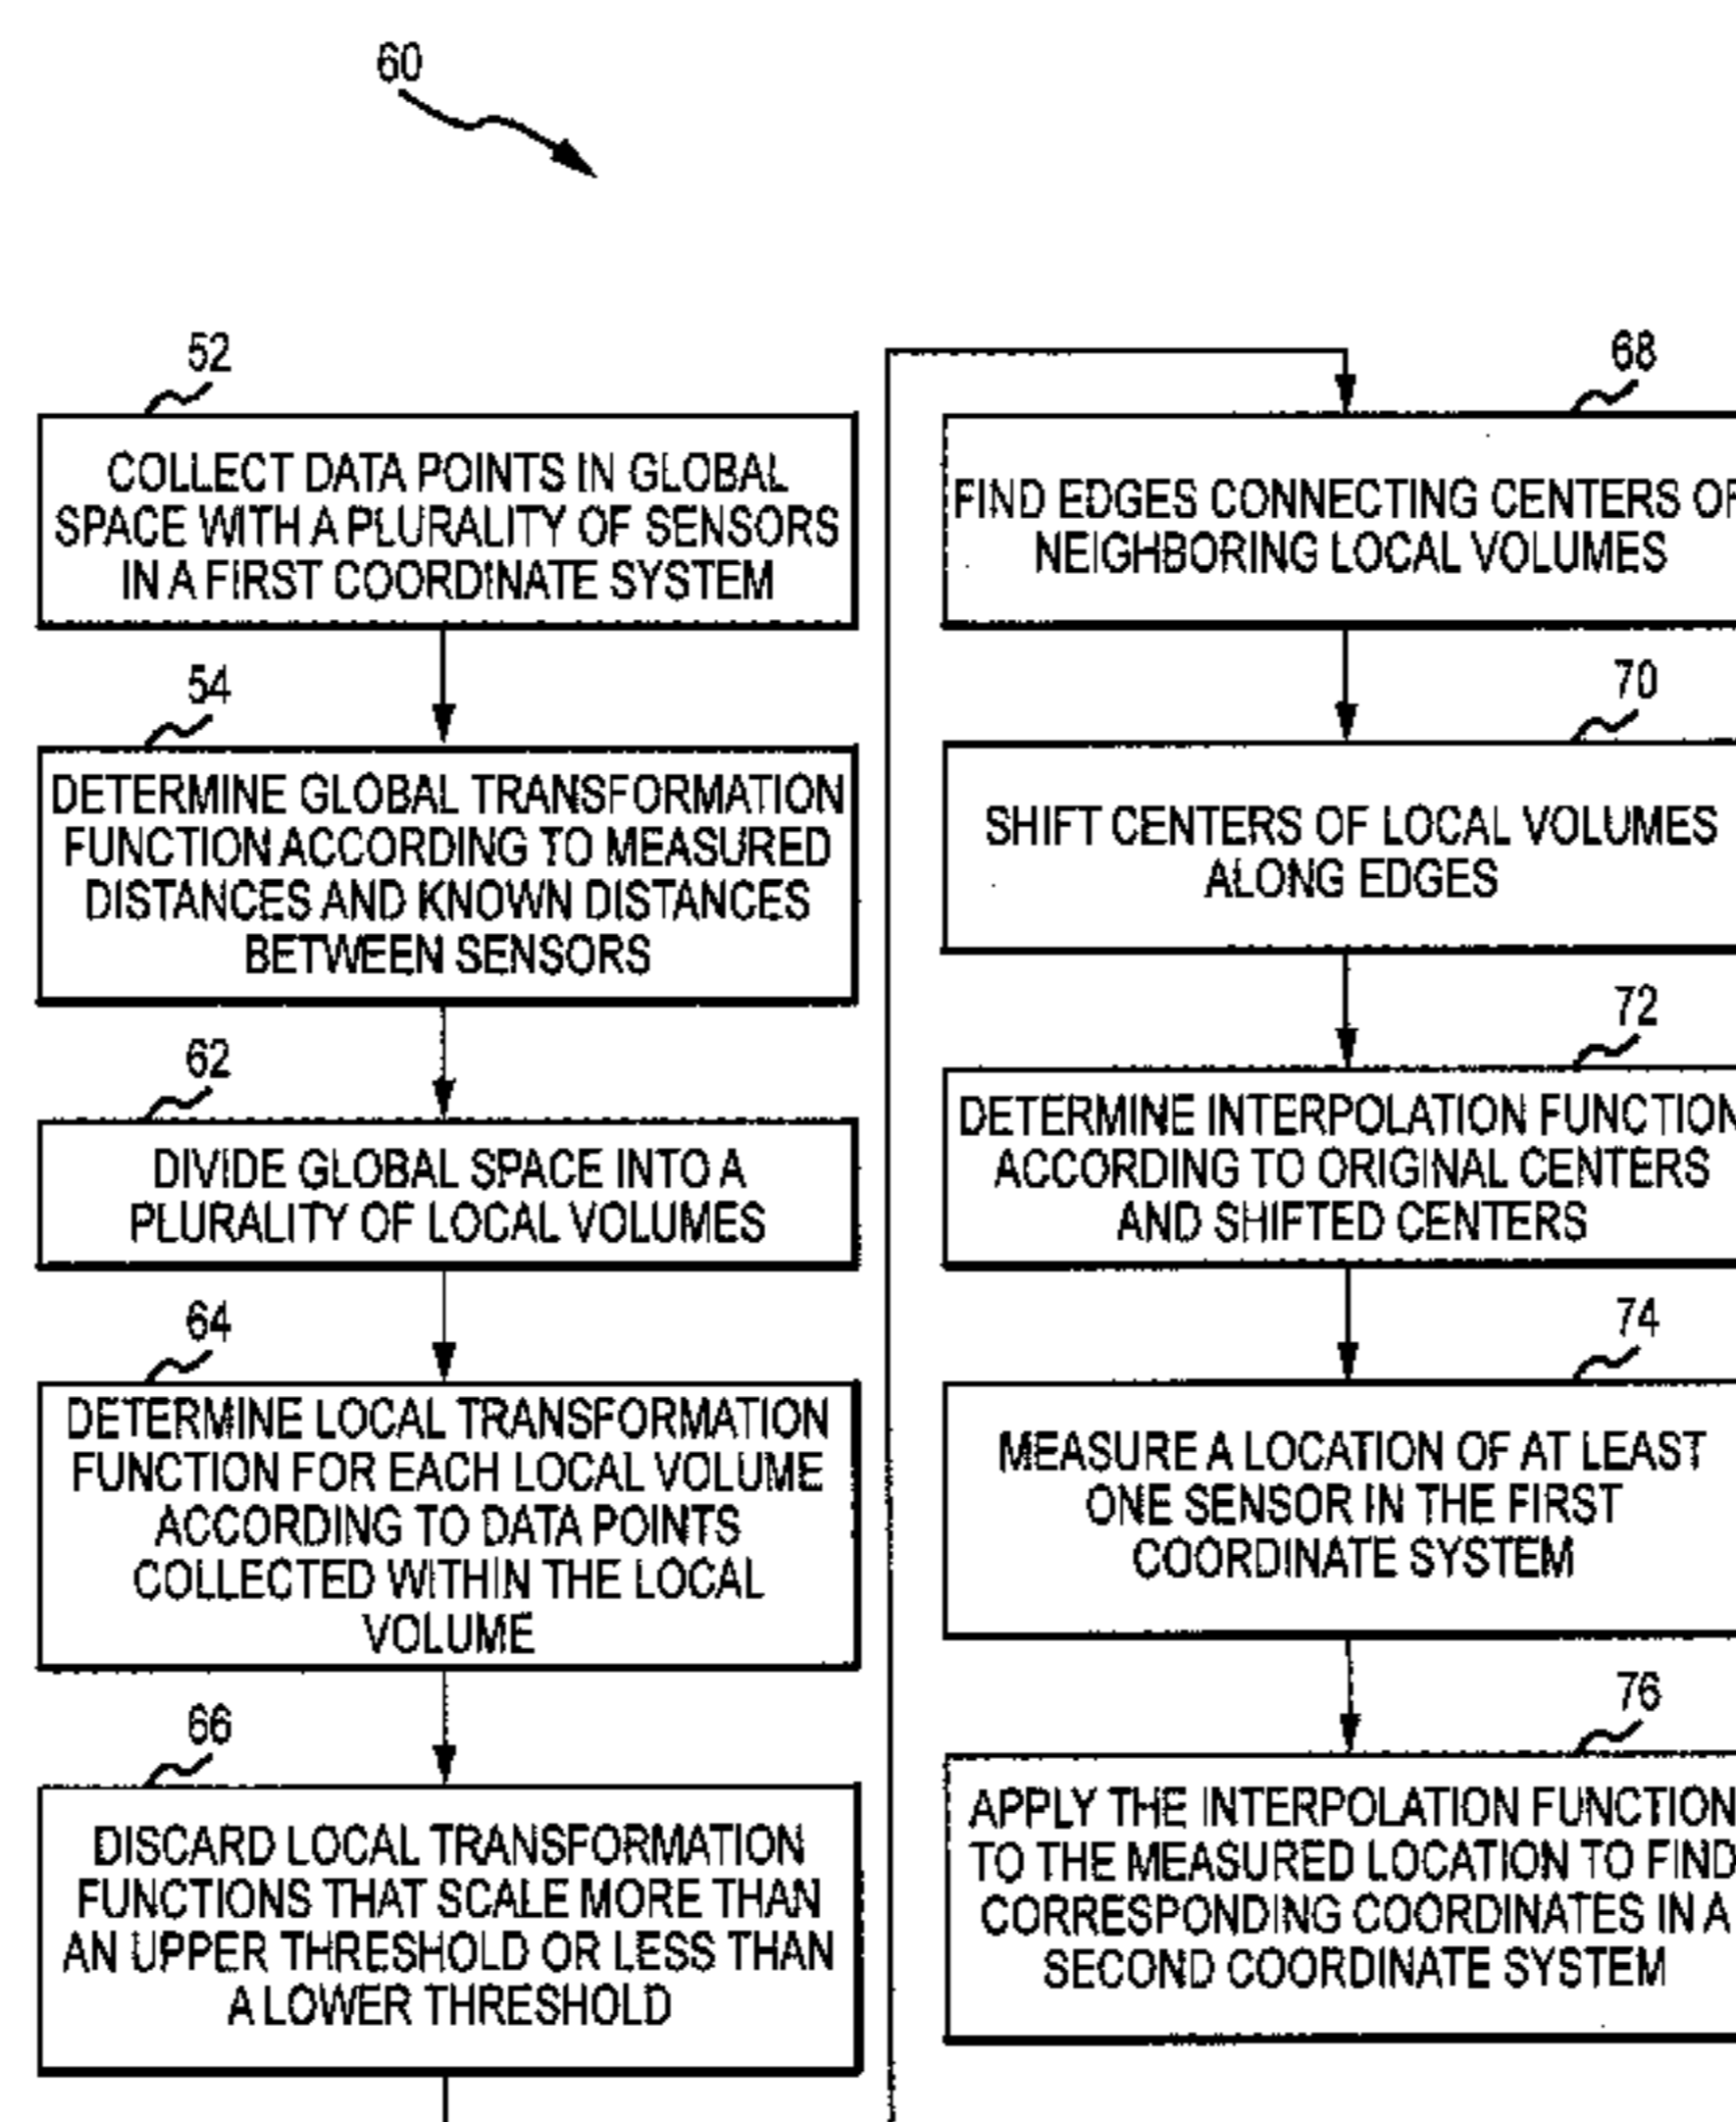 60
52
COLLECT DATA POINTS IN GLOBAL
SPACE WITH A PLURALITY OF SENSORS
IN A FIRST COORDINATE SYSTEM
54
DETERMINE GLOBAL TRANSFORMATION
FUNCTION ACCORDING TO MEASURED
DISTANCES AND KNOWN DISTANCES
BETWEEN SENSORS
62
DIVIDE GLOBAL SPACE INTO A
PLURALITY OF LOCAL VOLUMES
64
DETERMINE LOCAL TRANSFORMATION
FUNCTION FOR EACH LOCAL VOLUME
ACCORDING TO DATA POINTS
COLLECTED WITHIN THE LOCAL
VOLUME
66
DISCARD LOCAL TRANSFORMATION
FUNCTIONS THAT SCALE MORE THAN
AN UPPER THRESHOLD OR LESS THAN
A LOWER THRESHOLD
68
FIND EDGES CONNECTING CENTERS OF
NEIGHBORING LOCAL VOLUMES
70
SHIFT CENTERS OF LOCAL VOLUMES
ALONG EDGES
72
DETERMINE INTERPOLATION FUNCTION
ACCORDING TO ORIGINAL CENTERS
AND SHIFTED CENTERS
74
MEASURE A LOCATION OF AT LEAST
ONE SENSOR IN THE FIRST
COORDINATE SYSTEM
76
APPLY THE INTERPOLATION FUNCTION
TO THE MEASURED LOCATION TO FIND
CORRESPONDING COORDINATES IN A
SECOND COORDINATE SYSTEM